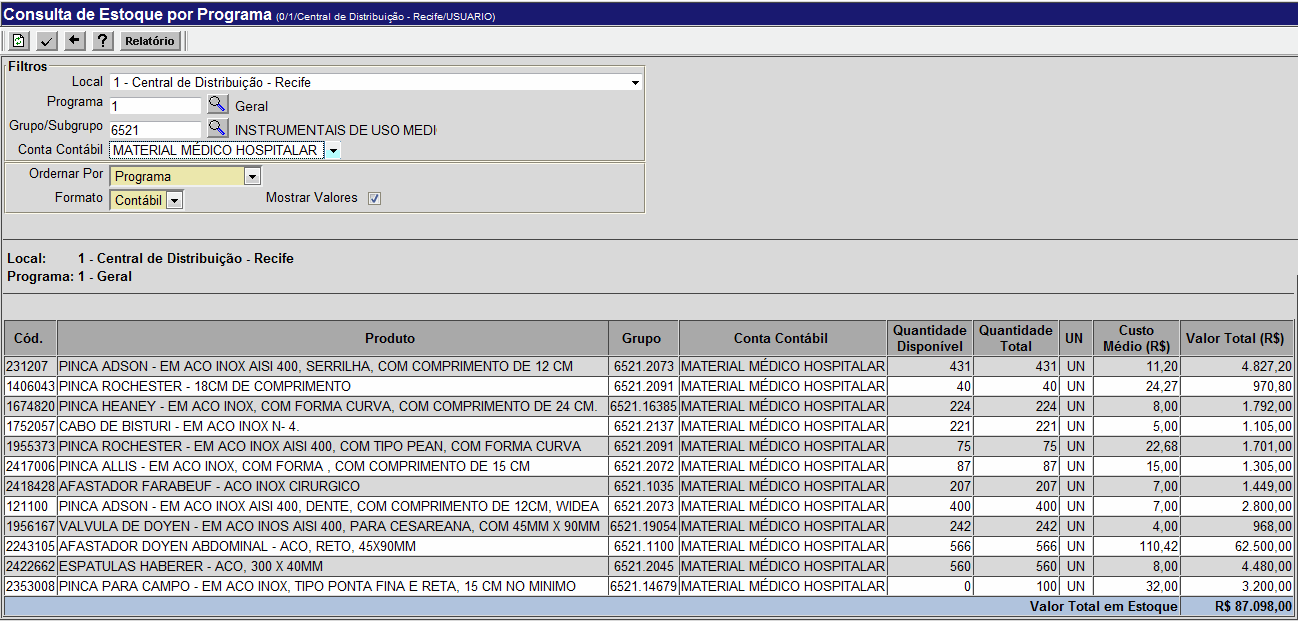 Consulta de Estoque por Programa (0/1/Central de Distribuição - Recife/USUARIO)
? Relatório
Filtros
Local 1 - Central de Distribuição - Recife
Programa 1 Geral
Grupo/Subgrupo 6521 INSTRUMENTAIS DE USO MEDI
Conta Contábil MATERIAL MÉDICO HOSPITALAR
Ordernar Por Programa
Formato Contábil Mostrar Valores
Local: 1 - Central de Distribuição - Recife
Programa: 1 - Geral
Cód. Produto Grupo Conta Contábil Quantidade Disponível Quantidade Total UN Custo Médio (R$) Valor Total (R$)
231207 PINCA ADSON - EM ACO INOX AISI 400, SERRILHA, COM COMPRIMENTO DE 12 CM 6521.2073 MATERIAL MÉDICO HOSPITALAR 431 431 UN 11,20 4.827,20
1406043 PINCA ROCHESTER - 18CM DE COMPRIMENTO 6521.2091 MATERIAL MÉDICO HOSPITALAR 40 40 UN 24,27 970,80
1674820 PINCA HEANEY - EM ACO INOX, COM FORMA CURVA, COM COMPRIMENTO DE 24 CM. 6521.16385 MATERIAL MÉDICO HOSPITALAR 224 224 UN 8,00 1.792,00
1752057 CABO DE BISTURI - EM ACO INOX N- 4. 6521.2137 MATERIAL MÉDICO HOSPITALAR 221 221 UN 5,00 1.105,00
1955373 PINCA ROCHESTER - EM ACO INOX AISI 400, COM TIPO PEAN, COM FORMA CURVA 6521.2091 MATERIAL MÉDICO HOSPITALAR 75 75 UN 22,68 1.701,00
2417006 PINCA ALLIS - EM ACO INOX, COM FORMA , COM COMPRIMENTO DE 15 CM 6521.2072 MATERIAL MÉDICO HOSPITALAR 87 87 UN 15,00 1.305,00
2418428 AFASTADOR FARABEUF - ACO INOX CIRURGICO 6521.1035 MATERIAL MÉDICO HOSPITALAR 207 207 UN 7,00 1.449,00
121100 PINCA ADSON - EM ACO INOX AISI 400, DENTE, COM COMPRIMENTO DE 12CM, WIDEA 6521.2073 MATERIAL MÉDICO HOSPITALAR 400 400 UN 7,00 2.800,00
1956167 VALVULA DE DOYEN - EM ACO INOS AISI 400, PARA CESAREANA, COM 45MM X 90MM 6521.19054 MATERIAL MÉDICO HOSPITALAR 242 242 UN 4,00 968,00
2243105 AFASTADOR DOYEN ABDOMINAL - ACO, RETO, 45X90MM 6521.1100 MATERIAL MÉDICO HOSPITALAR 566 566 UN 110,42 62.500,00
2422662 ESPATULAS HABERER - ACO, 300 X 40MM 6521.2045 MATERIAL MÉDICO HOSPITALAR 560 560 UN 8,00 4.480,00
2353008 PINCA PARA CAMPO - EM ACO INOX, TIPO PONTA FINA E RETA, 15 CM NO MINIMO 6521.14679 MATERIAL MÉDICO HOSPITALAR 0 100 UN 32,00 3.200,00
Valor Total em Estoque R$ 87.098,00